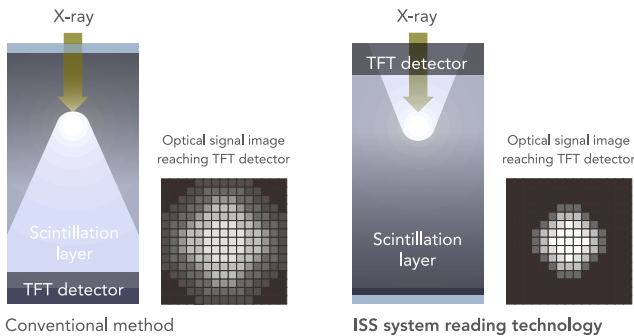 X-ray
Scintillation
layer
TFT detector
Optical signal image
reaching TFT detector
Conventional method
X-ray
TFT detector
Scintillation
layer
Optical signal image
reaching TFT detector
ISS system reading technology